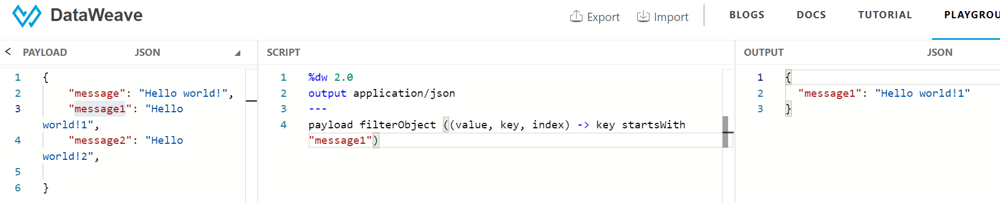 DataWeave
Export Import BLOGS DOCS TUTORIAL PLAYGROU
< PAYLOAD JSON
1 {
2 "message": "Hello world!",
3 "message1": "Hello
world!1",
4 "message2": "Hello
world!2",
5
6 }
SCRIPT
1 %dw 2.0
2 output application/json
3 ---
4 payload filterObject ((value, key, index) -> key startsWith
"message1")
OUTPUT JSON
1 {
2 "message1": "Hello world!1"
3 }